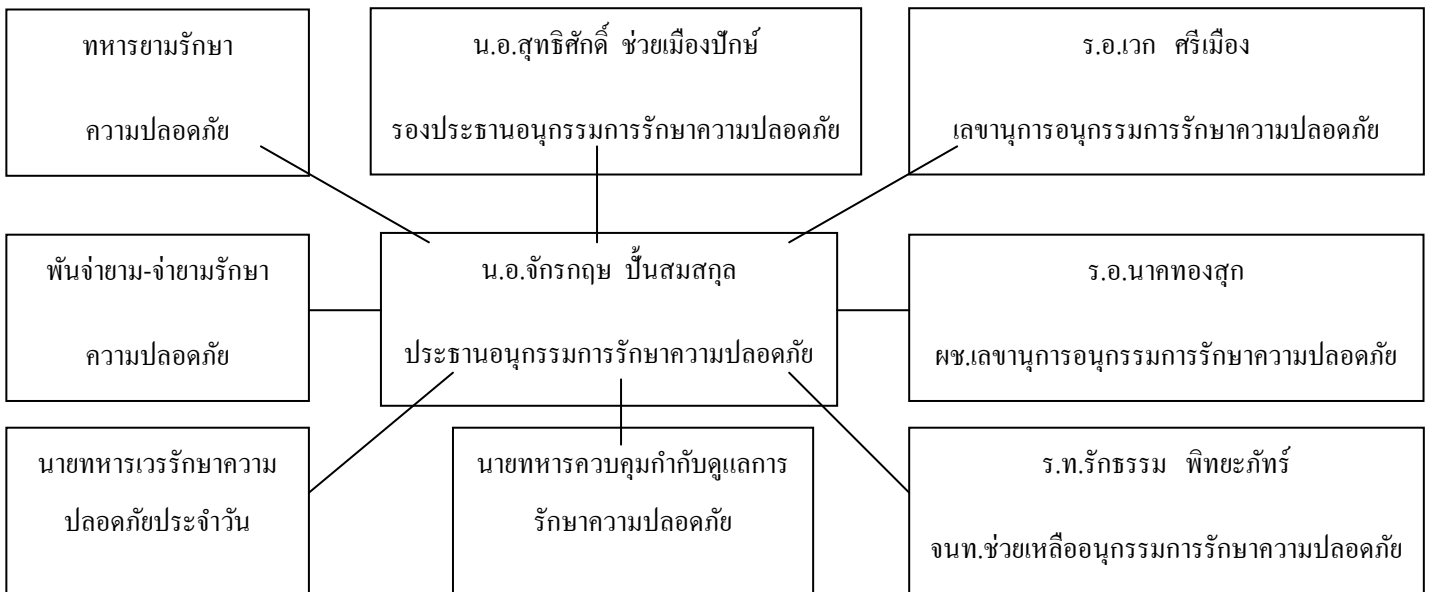 ทหารยามรักษา
ความปลอดภัย
น.อ.สุทธิศักดิ์ ช่วยเมืองปักษ์
รองประธานอนุกรรมการรักษาความปลอดภัย
ร.อ.เวก ศรีเมือง
เลขานุการอนุกรรมการรักษาความปลอดภัย
พันจ่ายาม-จ่ายามรักษา
ความปลอดภัย
น.อ.จักรกฤษ ปั้นสมสกุล
ประธานอนุกรรมการรักษาความปลอดภัย
ร.อ.นาคทองสุก
ผช.เลขานุการอนุกรรมการรักษาความปลอดภัย
นายทหารเวรรักษาความ
ปลอดภัยประจำวัน
นายทหารควบคุมกำกับดูแลการ
รักษาความปลอดภัย
ร.ท.รักธรรม พิทยะภัทร์
จนท.ช่วยเหลืออนุกรรมการรักษาความปลอดภัย